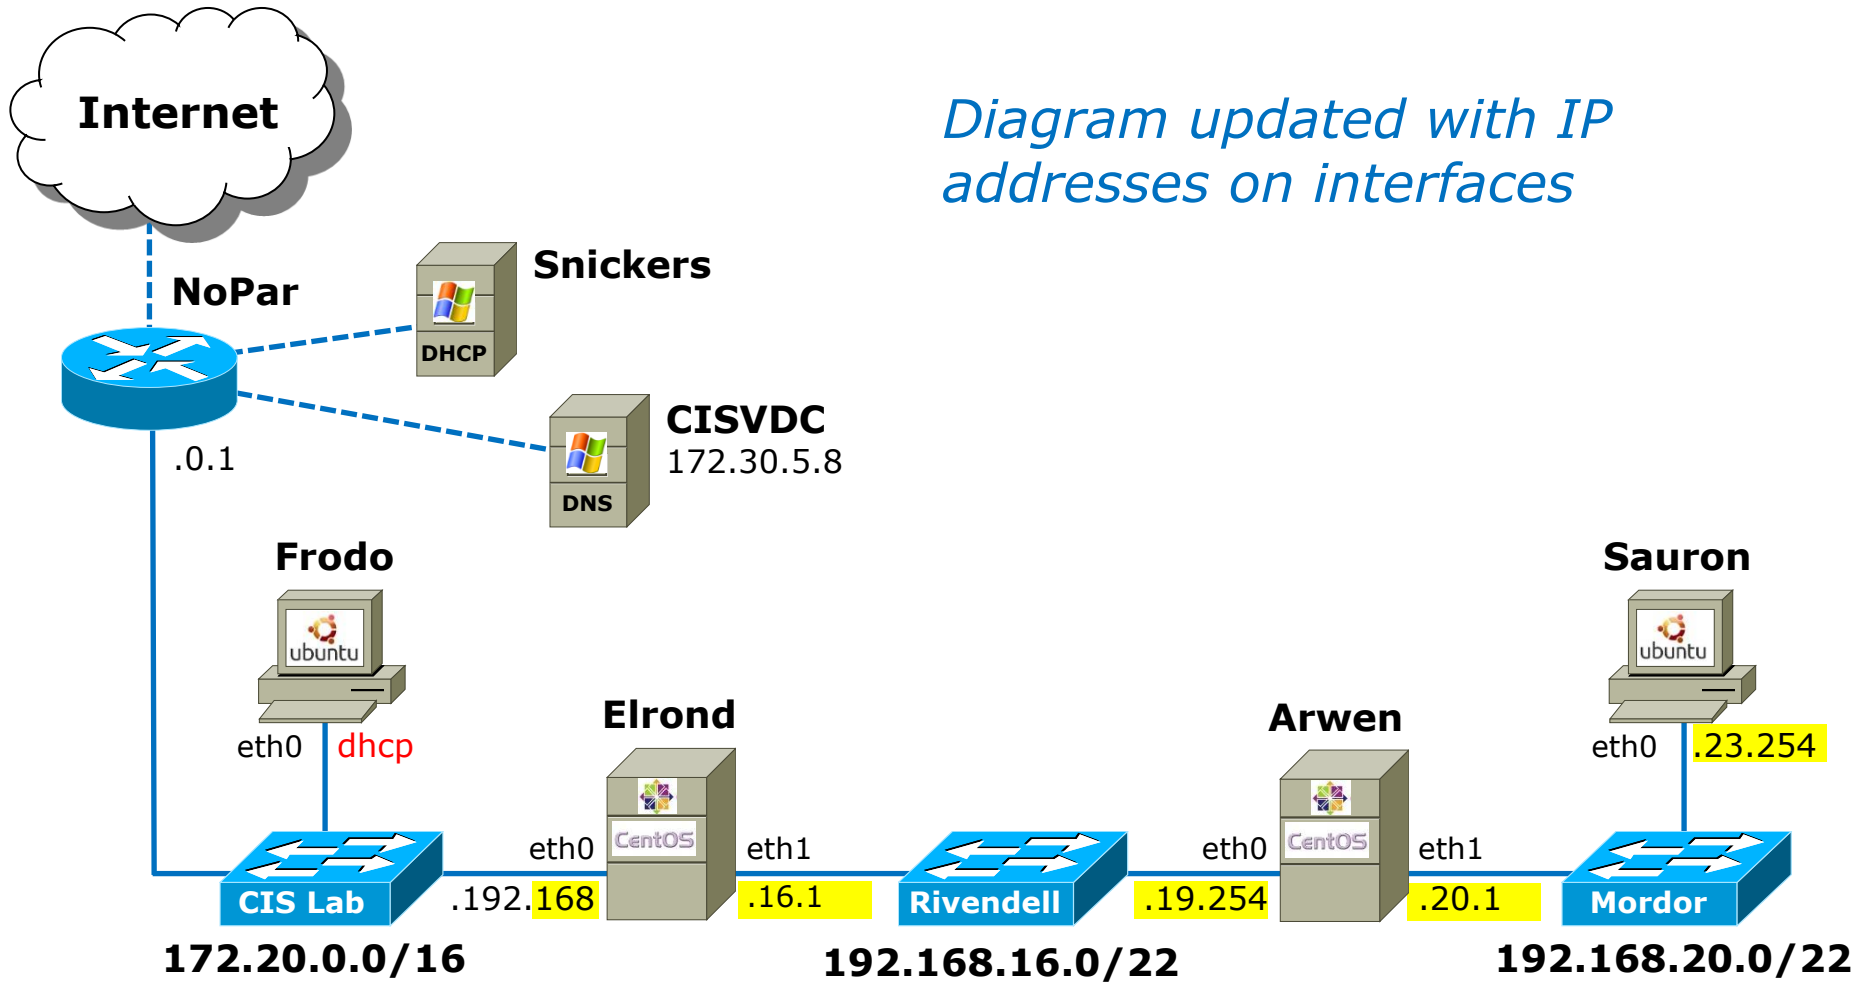 Internet
Diagram updated with IP
addresses on interfaces
Snickers
NoPar
DHCP
CISVDC
172.30.5.8
.0.1
DNS
Frodo
Sauron
ubuntu
ubuntu
Elrond
Arwen
eth0 dhcp
eth0 .23.254
CentOS
CentOS
eth0 eth1
eth0 eth1
CIS Lab .192.168 .16.1 Rivendell .19.254 .20.1 Mordor
172.20.0.0/16 192.168.16.0/22 192.168.20.0/22